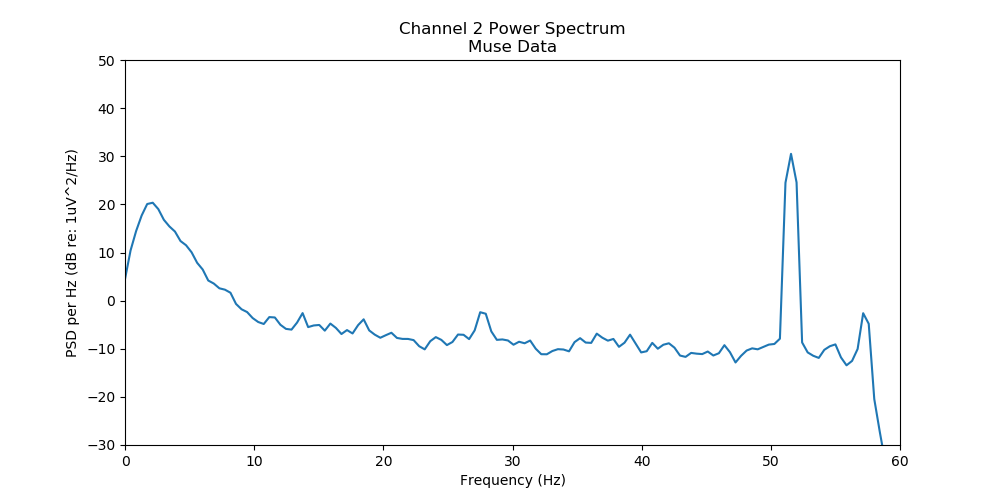 Channel 2 Power Spectrum
Muse Data
PSD per Hz (dB re: 1uV^2/Hz)
50
40
30
20
10
0
−10
−20
−30
0 10 20 30 40 50 60
Frequency (Hz)